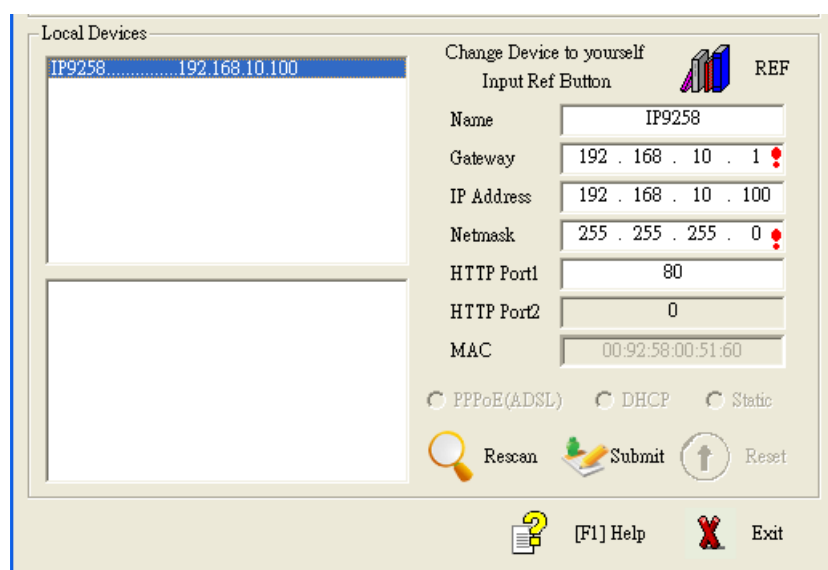 Local Devices
IP9258..............192.168.10.100
Change Device to yourself
Input Ref Button
REF
Name IP9258
Gateway 192 . 168 . 10 . 1
IP Address 192 . 168 . 10 . 100
Netmask 255 . 255 . 255 . 0
HTTP Port1 80
HTTP Port2 0
MAC 00:92:58:00:51:60
PPPoE(ADSL) DHCP Static
Rescan Submit Reset
[F1] Help Exit